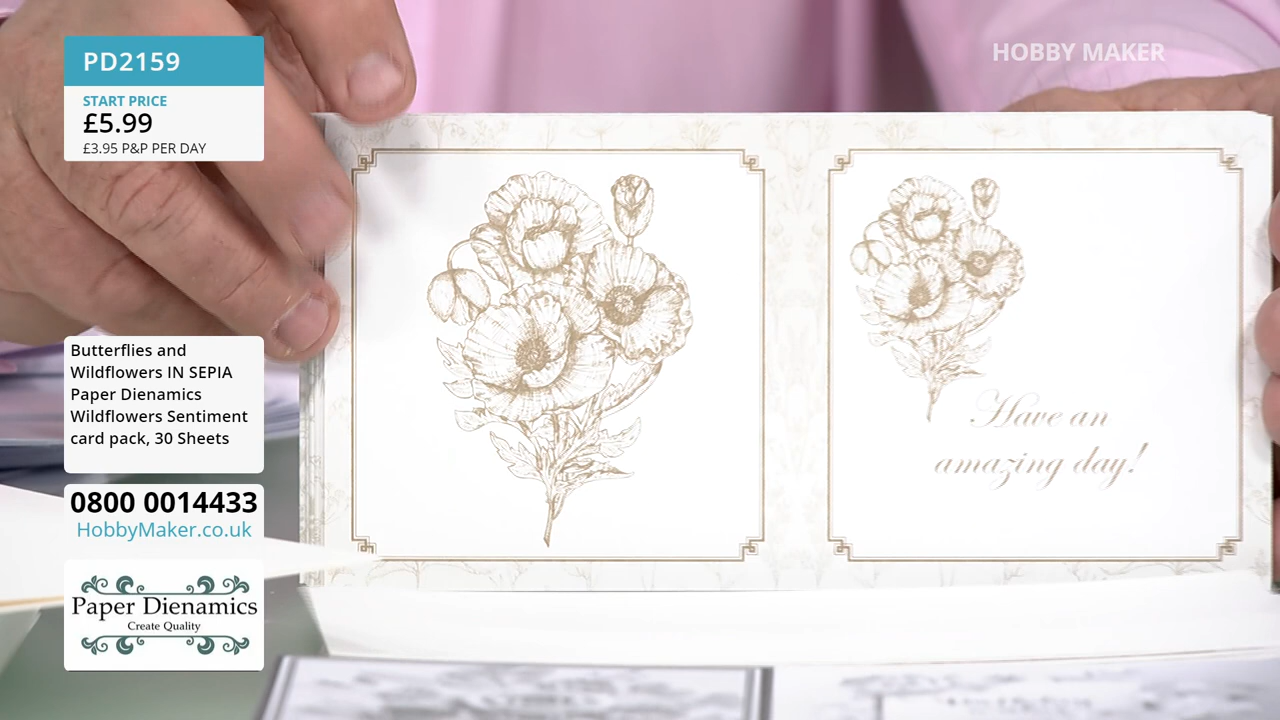 PD2159
START PRICE
£5.99
£3.95 P&P PER DAY
HOBBY MAKER
Butterflies and
Wildflowers IN SEPIA
Paper Dienamics
Wildflowers Sentiment
card pack, 30 Sheets
0800 0014433
HobbyMaker.co.uk
Paper Dienamics
Create Quality
Have an
amazing day!